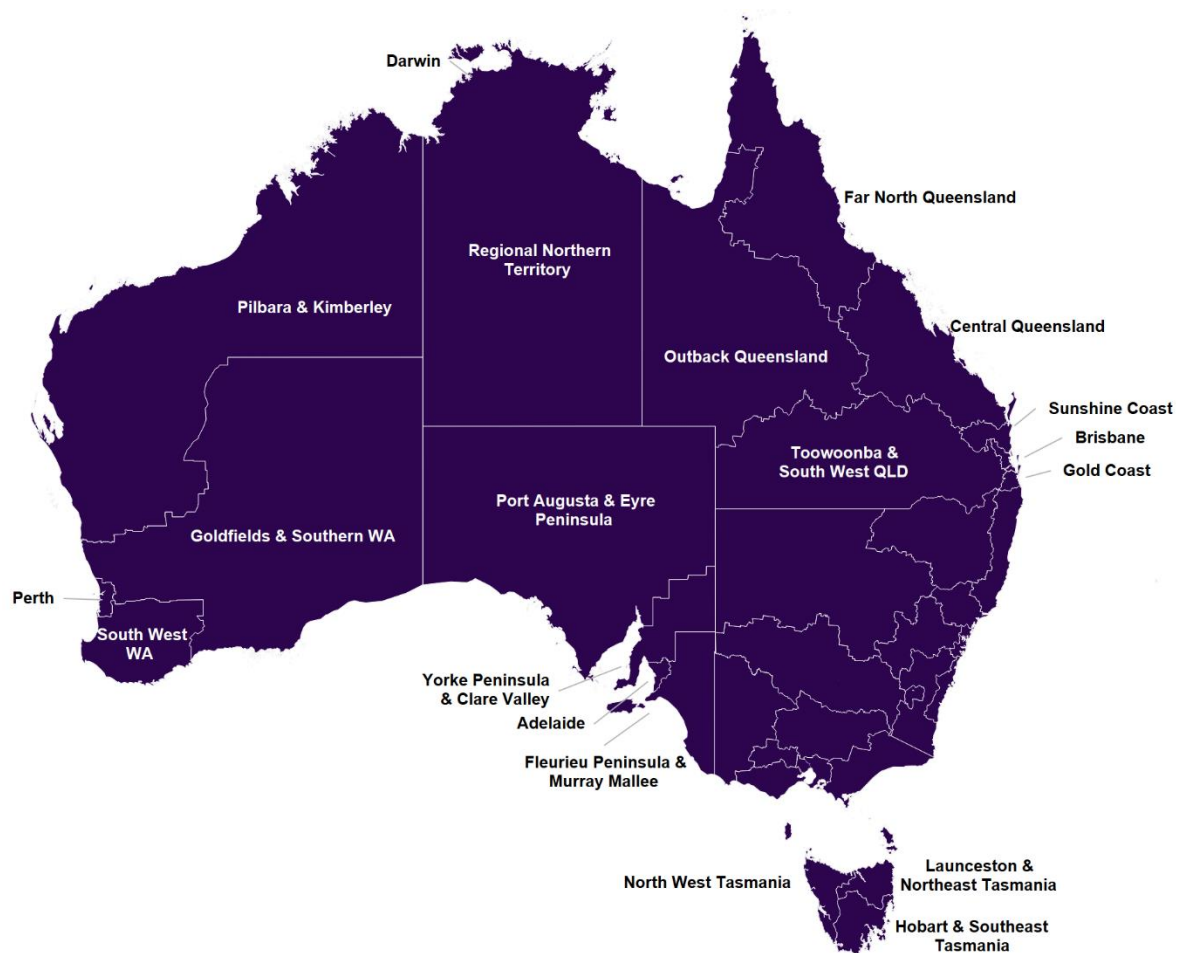 Darwin
Far North Queensland
Regional Northern
Territory
Pilbara & Kimberley
Central Queensland
Outback Queensland
Sunshine Coast
Brisbane
Toowoonba &
South West QLD
Gold Coast
Port Augusta & Eyre
Peninsula
Goldfields & Southern WA
Perth
South West
WA
Yorke Peninsula
& Clare Valley
Adelaide
Fleurieu Peninsula &
Murray Mallee
North West Tasmania
Launceston &
Northeast Tasmania
Hobart & Southeast
Tasmania